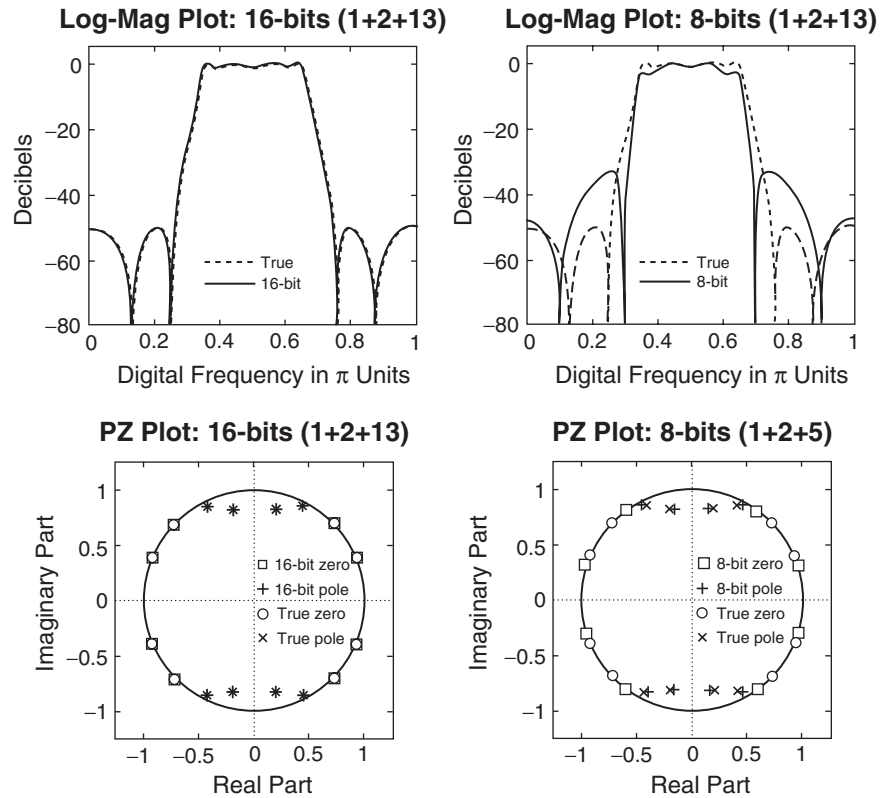 Log-Mag Plot: 16-bits (1+2+13)
Decibels
0
−20
−40
−60
−80
True
16-bit
0 0.2 0.4 0.6 0.8 1
Digital Frequency in π Units
Log-Mag Plot: 8-bits (1+2+13)
Decibels
0
−20
−40
−60
−80
True
8-bit
0 0.2 0.4 0.6 0.8 1
Digital Frequency in π Units
PZ Plot: 16-bits (1+2+13)
Imaginary Part
1
0.5
0
−0.5
−1
16-bit zero
16-bit pole
True zero
True pole
−1 −0.5 0 0.5 1
Real Part
PZ Plot: 8-bits (1+2+5)
Imaginary Part
1
0.5
0
−0.5
−1
8-bit zero
8-bit pole
True zero
True pole
−1 −0.5 0 0.5 1
Real Part